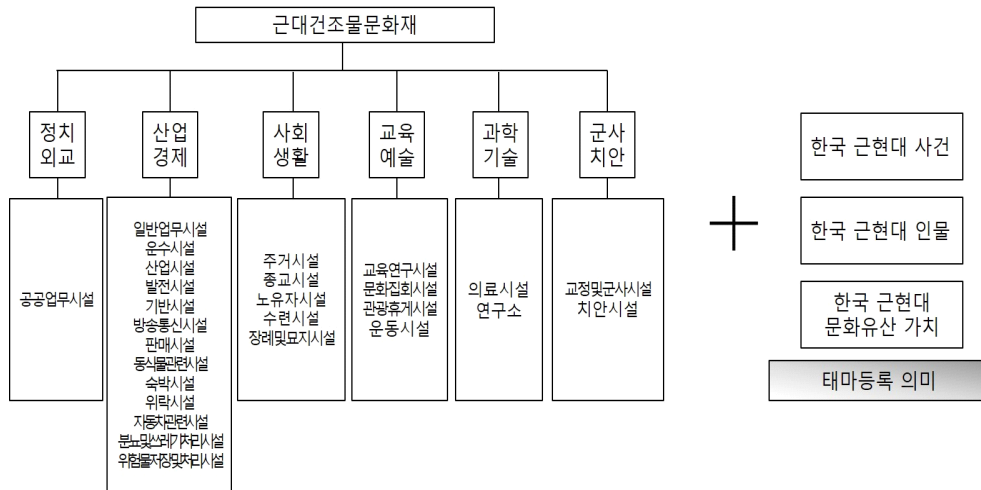 근대건조물문화재
정치
외교
산업
경제
사회
생활
교육
예술
과학
기술
군사
치안
공공업무시설
일반업무시설
운수시설
산업시설
발전시설
기반시설
방송통신시설
판매시설
동식물관련시설
숙박시설
위락시설
자동차관련시설
분뇨및쓰레기처리시설
위험물저장및처리시설
주거시설
종교시설
노유자시설
수련시설
장례및묘지시설
교육연구시설
문화집회시설
관광휴게시설
운동시설
의료시설
연구소
교정및군사시설
치안시설
+
한국 근현대 사건
한국 근현대 인물
한국 근현대
문화유산 가치
태마등록 의미